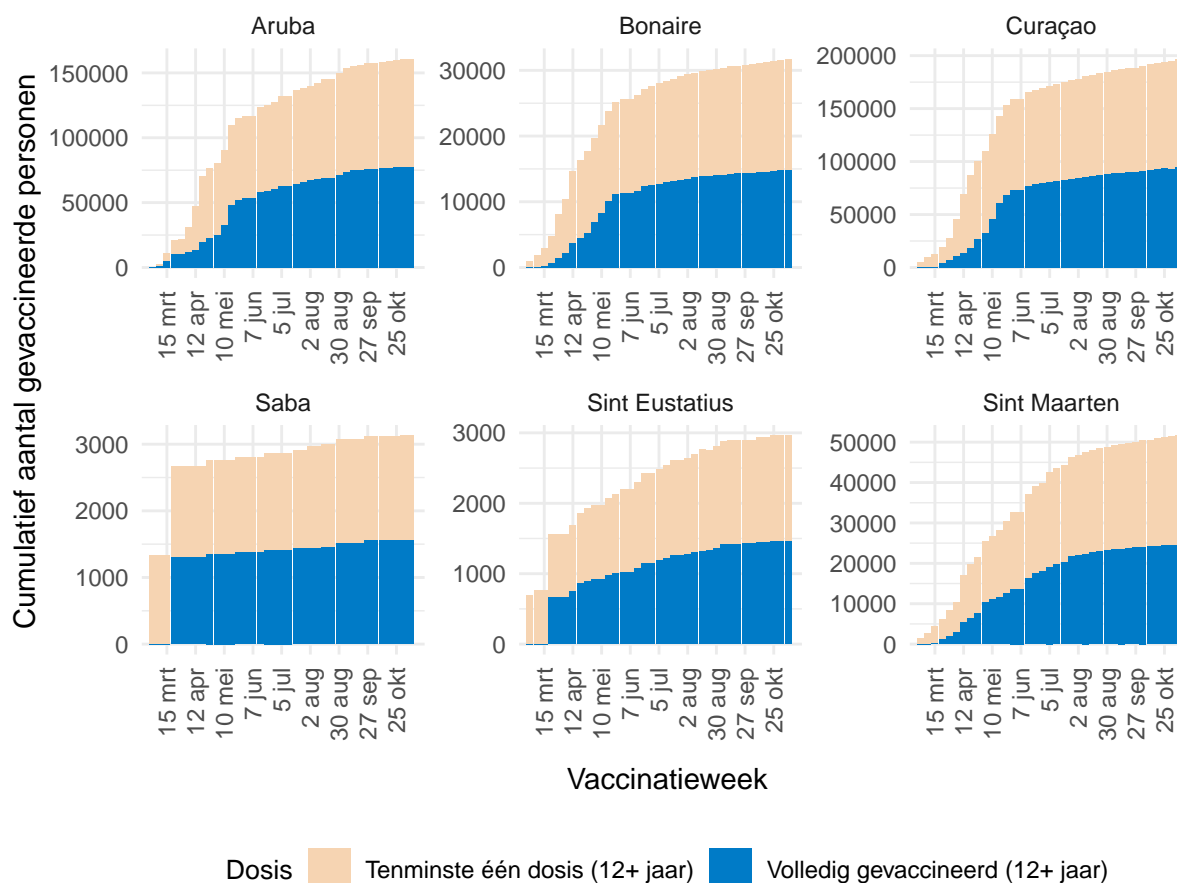 Cumulatief aantal gevaccineerde personen
Aruba
Bonaire
Curaçao
150000
100000
50000
0
30000
20000
10000
0
200000
150000
100000
50000
0
15 mrt
12 apr
10 mei
7 jun
5 jul
2 aug
30 aug
27 sep
25 okt
15 mrt
12 apr
10 mei
7 jun
5 jul
2 aug
30 aug
27 sep
25 okt
15 mrt
12 apr
10 mei
7 jun
5 jul
2 aug
30 aug
27 sep
25 okt
Saba
Sint Eustatius
Sint Maarten
3000
2000
1000
0
3000
2000
1000
0
50000
40000
30000
20000
10000
0
15 mrt
12 apr
10 mei
7 jun
5 jul
2 aug
30 aug
27 sep
25 okt
15 mrt
12 apr
10 mei
7 jun
5 jul
2 aug
30 aug
27 sep
25 okt
15 mrt
12 apr
10 mei
7 jun
5 jul
2 aug
30 aug
27 sep
25 okt
Vaccinatieweek
Dosis Tenminste één dosis (12+ jaar) Volledig gevaccineerd (12+ jaar)